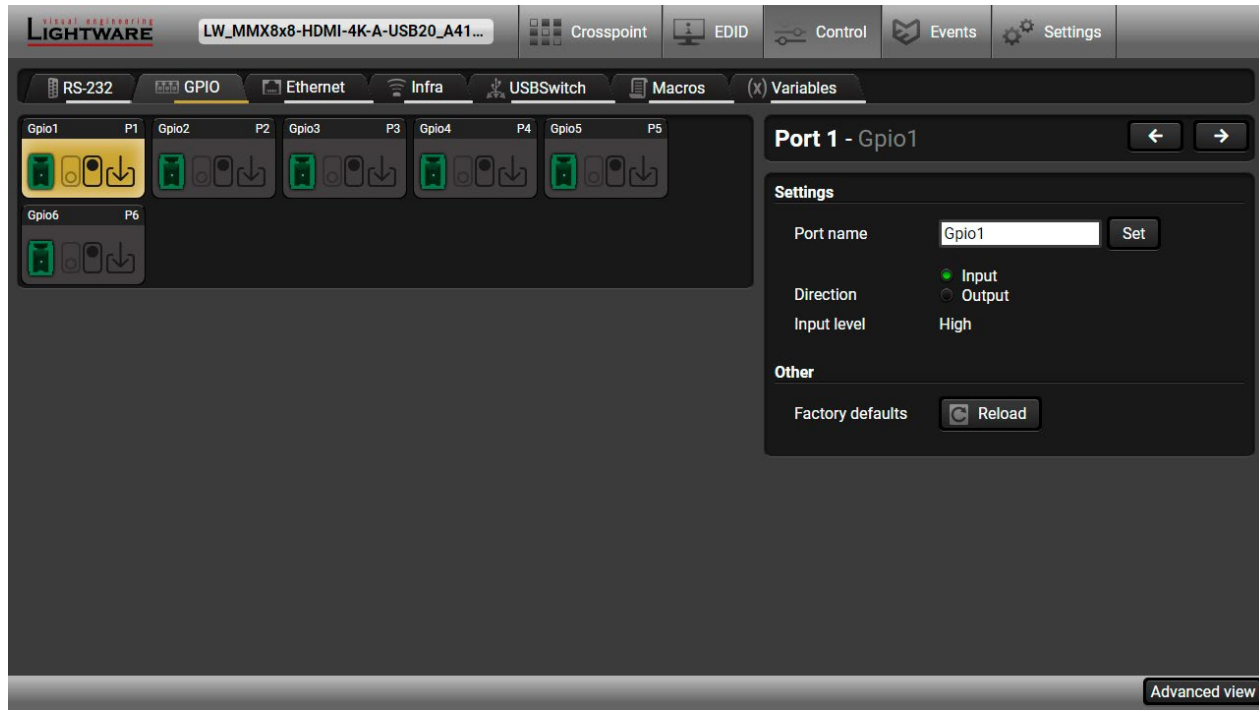 visual engineering
LIGHTWARE
LW_MMX8x8-HDMI-4K-A-USB20_A41...
Crosspoint
EDID
Control
Events
Settings
RS-232
GPIO
Ethernet
Infra
USBSwitch
Macros
(X) Variables
Gpio1 P1
Gpio2 P2
Gpio3 P3
Gpio4 P4
Gpio5 P5
Gpio6 P6
Port 1 - Gpio1
Settings
Port name Gpio1 Set
Input
Direction Output
Input level High
Other
Factory defaults Reload
Advanced view